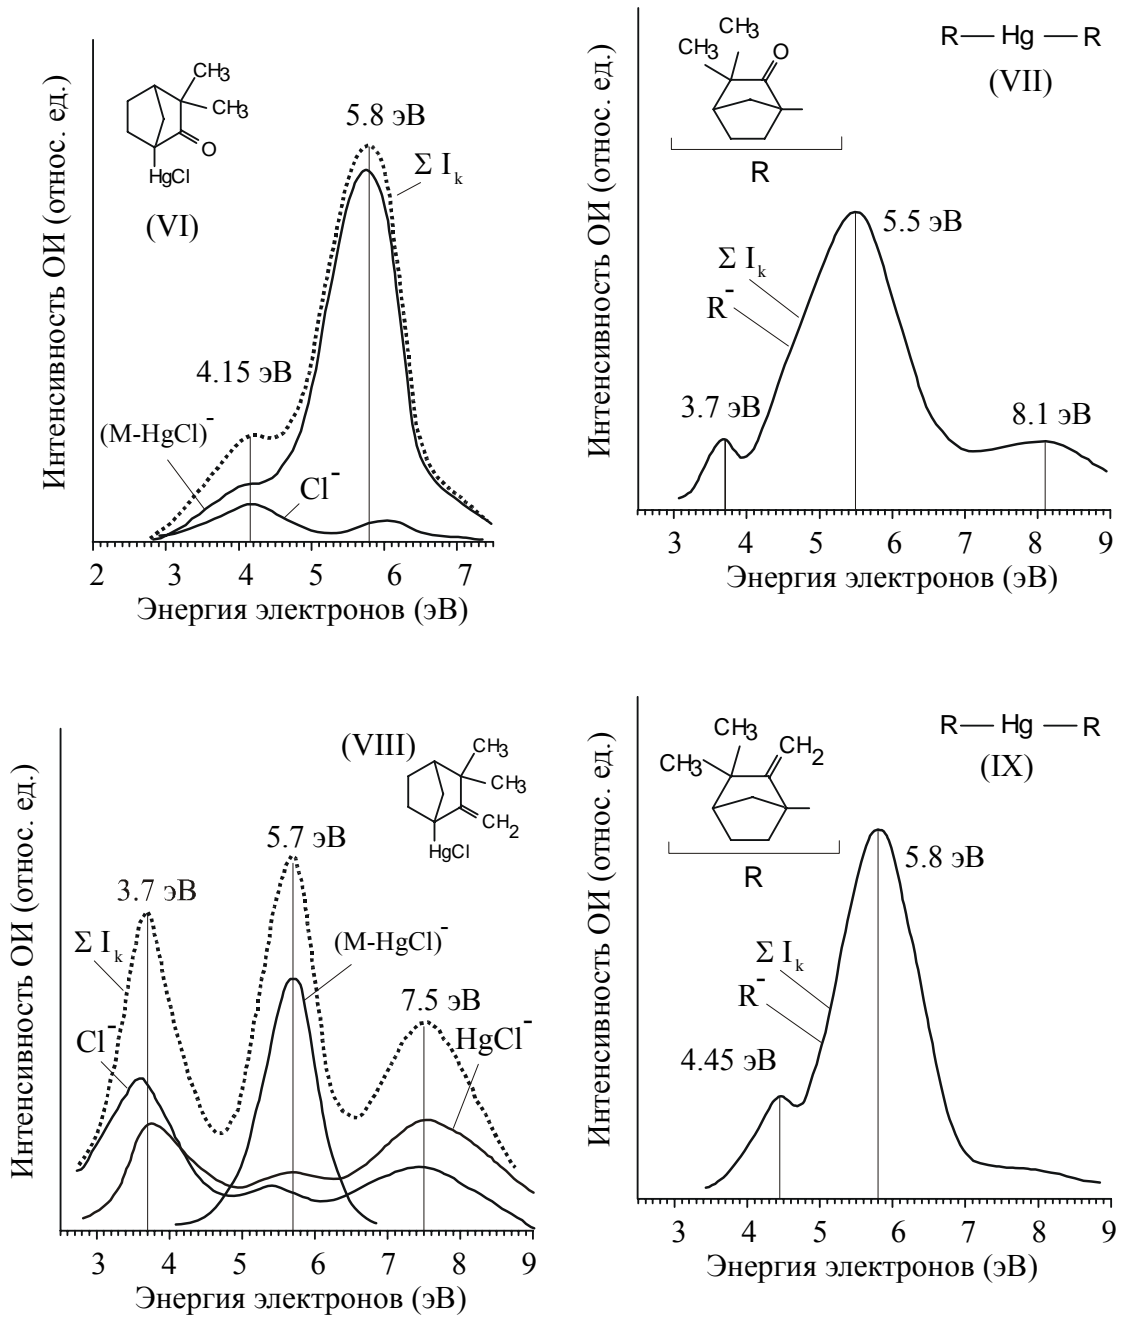 Интенсивность ОИ (относ. ед.)
CH3
CH3
O
HgCl
(VI)
5.8 эВ
Σ Ik
4.15 эВ
(M-HgCl)-
Cl-
2 3 4 5 6 7
Энергия электронов (эВ)
Интенсивность ОИ (относ. ед.)
CH3
CH3
O
R
R — Hg — R
(VII)
5.5 эВ
Σ Ik
R-
3.7 эВ
8.1 эВ
3 4 5 6 7 8 9
Энергия электронов (эВ)
Интенсивность ОИ (относ. ед.)
(VIII)
CH3
CH3
CH2
HgCl
5.7 эВ
3.7 эВ
Σ Ik
(M-HgCl)-
7.5 эВ
Cl-
HgCl-
3 4 5 6 7 8 9
Энергия электронов (эВ)
Интенсивность ОИ (относ. ед.)
CH3
CH3
CH2
R
R — Hg — R
(IX)
5.8 эВ
Σ Ik
R-
4.45 эВ
3 4 5 6 7 8 9
Энергия электронов (эВ)